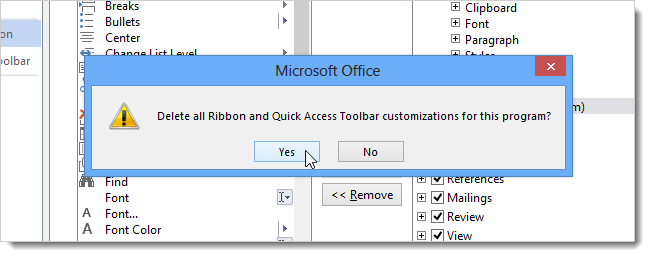 Breaks
Bullets
Center
Change List Level
Clipboard
Font
Paragraph
Styles
on
oolbar
Microsoft Office
Delete all Ribbon and Quick Access Toolbar customizations for this program?
Yes
No
m)
Find
Font
Font...
Font Color
<< Remove
References
Mailings
Review
View